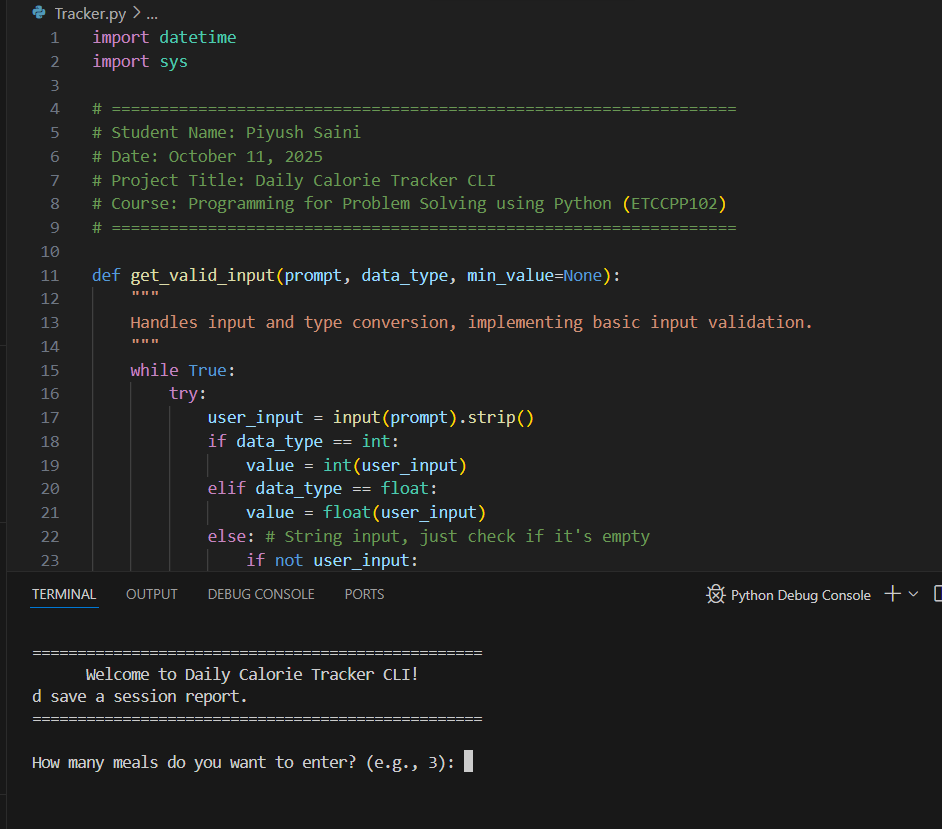 Tracker.py > ...
1 import datetime
2 import sys
3
4 # =================================================================
5 # Student Name: Piyush Saini
6 # Date: October 11, 2025
7 # Project Title: Daily Calorie Tracker CLI
8 # Course: Programming for Problem Solving using Python (ETCCPP102)
9 # =================================================================
10
11 def get_valid_input(prompt, data_type, min_value=None):
12     """
13     Handles input and type conversion, implementing basic input validation.
14     """
15     while True:
16         try:
17             user_input = input(prompt).strip()
18             if data_type == int:
19                 value = int(user_input)
20             elif data_type == float:
21                 value = float(user_input)
22             else: # String input, just check if it's empty
23                 if not user_input:
TERMINAL OUTPUT DEBUG CONSOLE PORTS Python Debug Console
==================================================
      Welcome to Daily Calorie Tracker CLI!
d save a session report.
==================================================
How many meals do you want to enter? (e.g., 3):